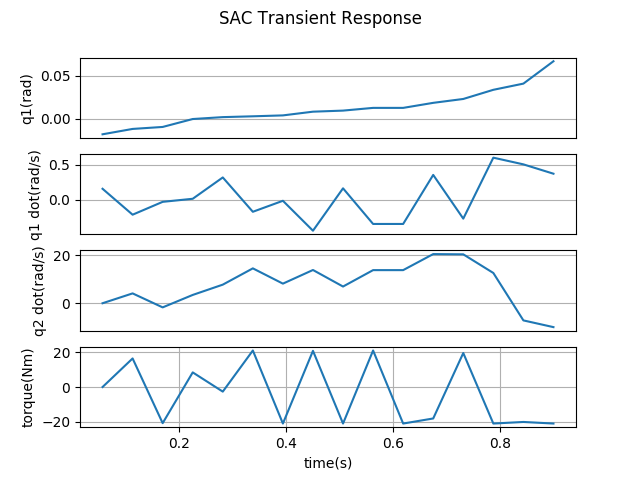 SAC Transient Response
q1(rad)
0.05
0.00
q1 dot(rad/s)
0.5
0.0
q2 dot(rad/s)
20
0
torque(Nm)
20
0
−20
0.2 0.4 0.6 0.8
time(s)